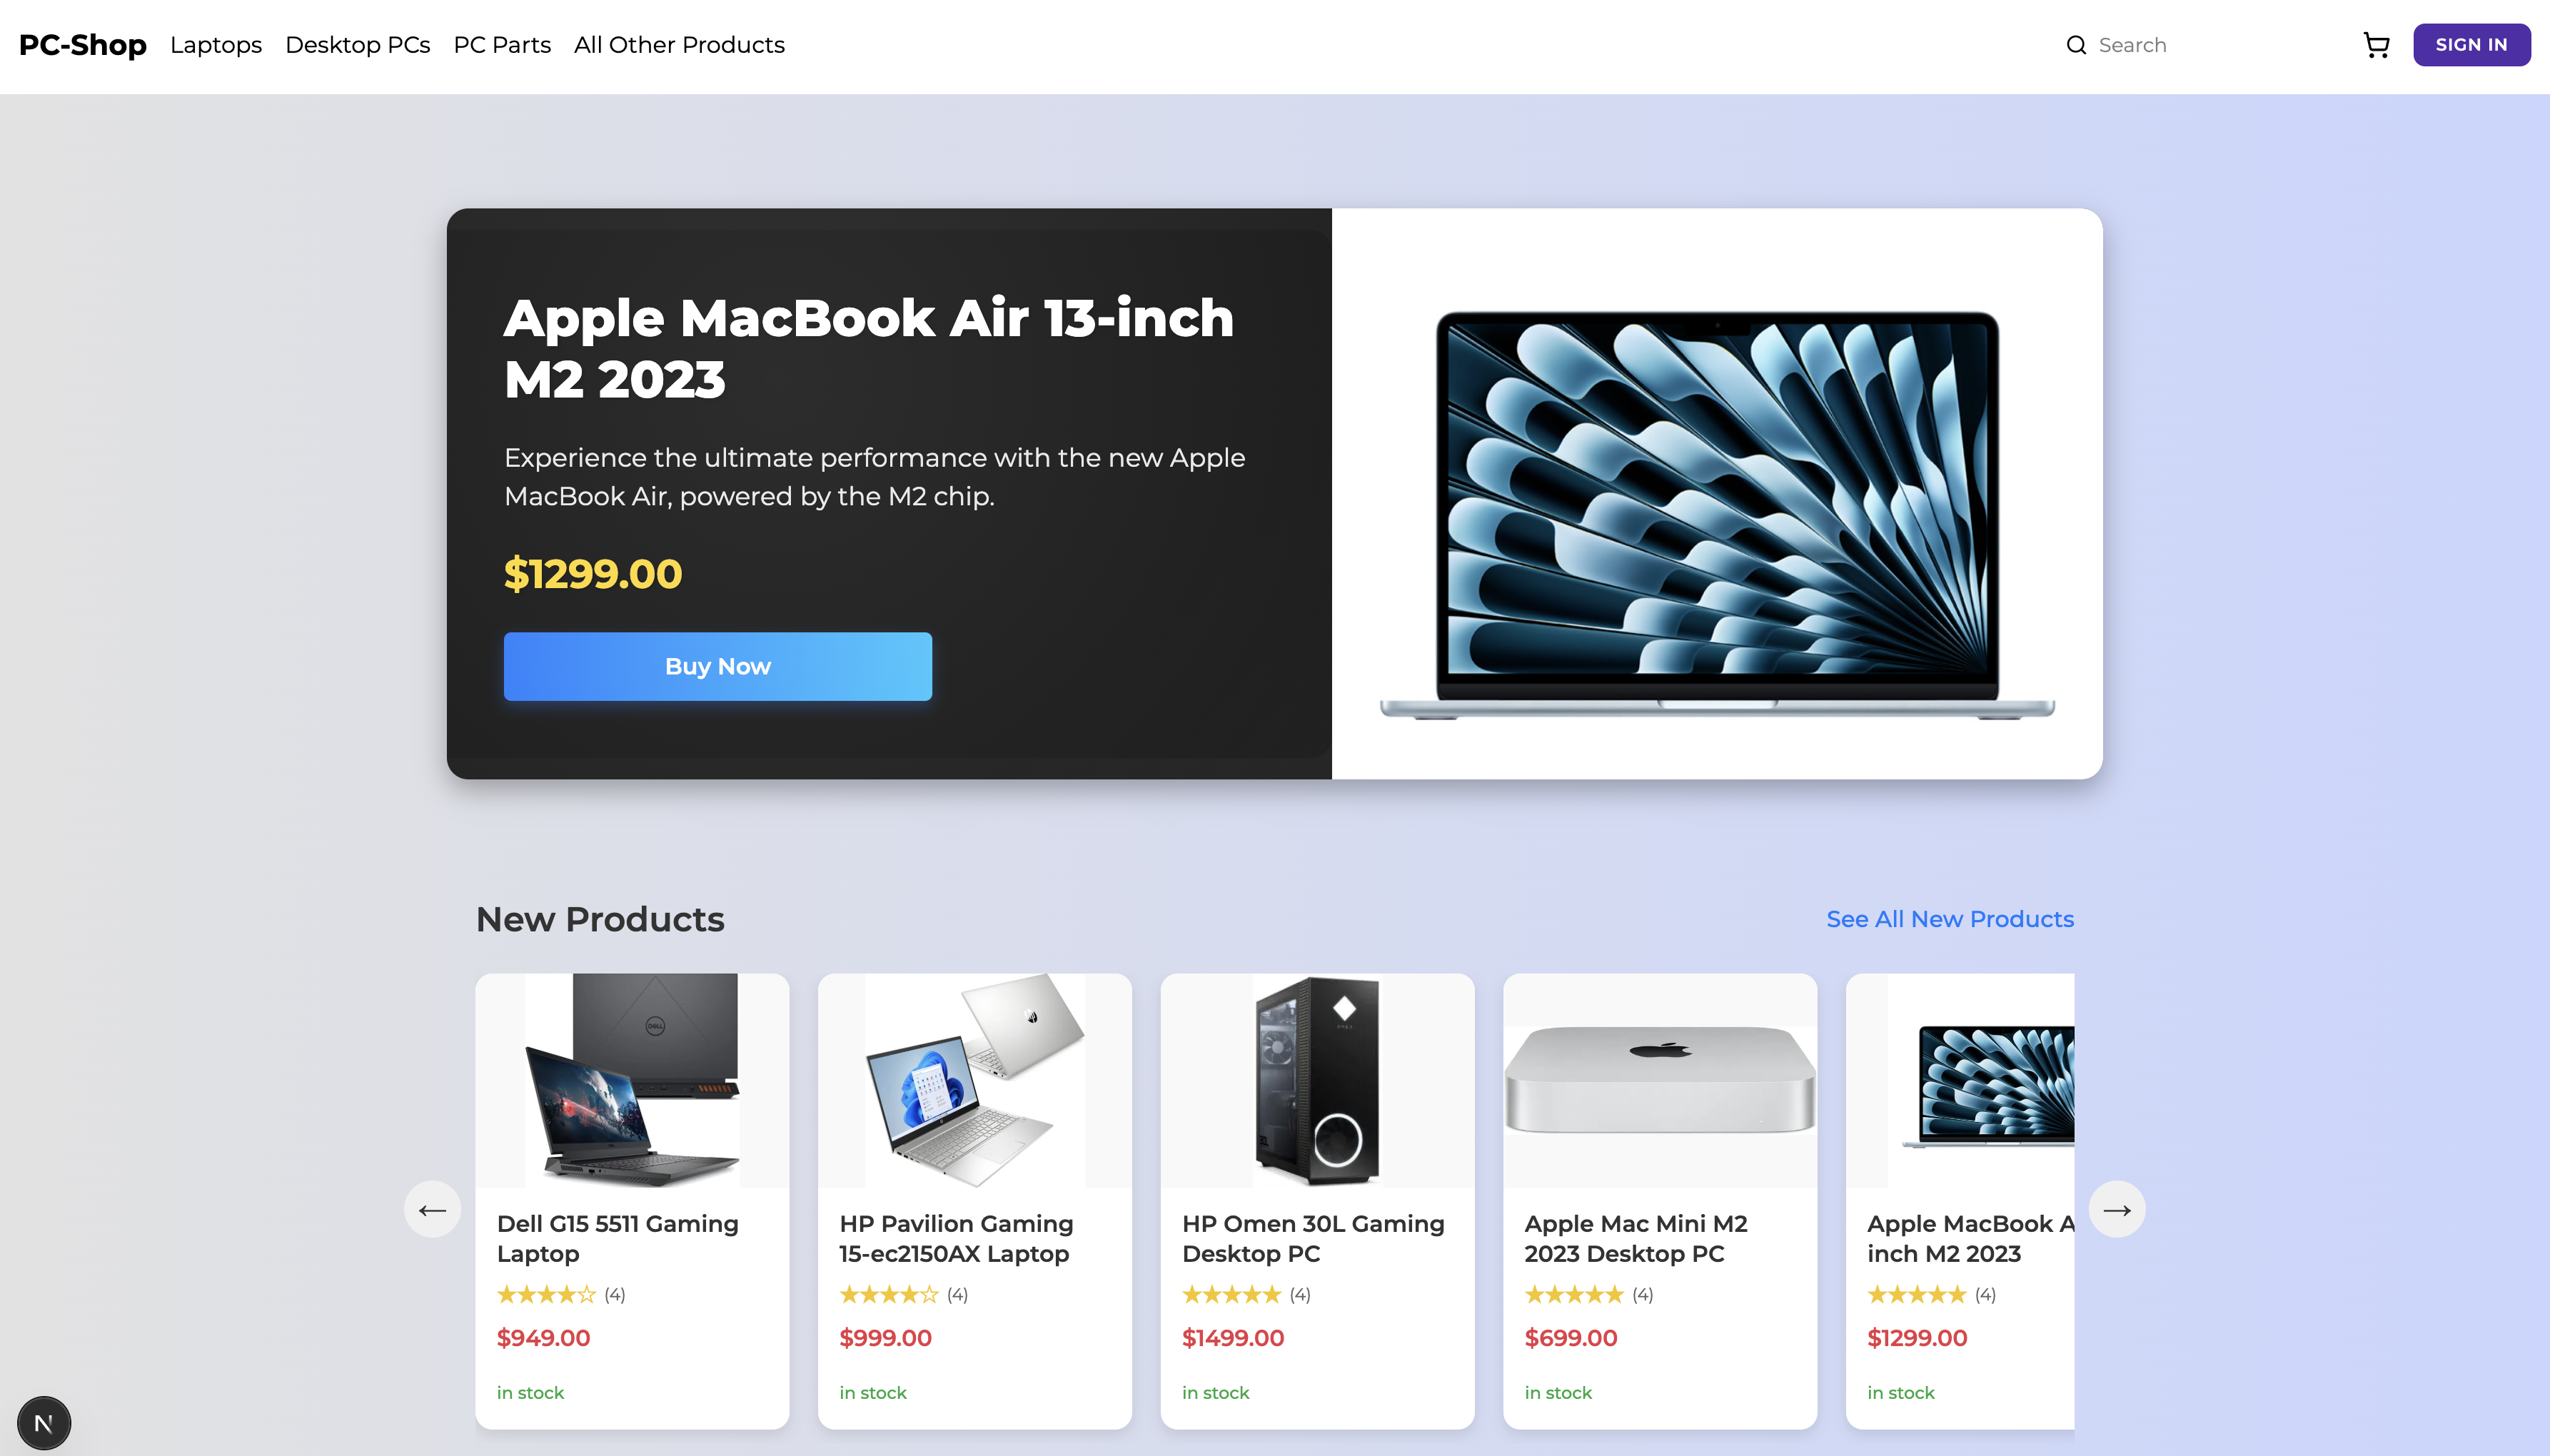 PC-Shop Laptops Desktop PCs PC Parts All Other Products Search SIGN IN
Apple MacBook Air 13-inch
M2 2023
Experience the ultimate performance with the new Apple
MacBook Air, powered by the M2 chip.
$1299.00
Buy Now
New Products
See All New Products
DELL
Dell G15 5511 Gaming
Laptop
(4)
$949.00
in stock
HP Pavilion Gaming
15-ec2150AX Laptop
(4)
$999.00
in stock
HP Omen 30L Gaming
Desktop PC
(4)
$1499.00
in stock
Apple Mac Mini M2
2023 Desktop PC
(4)
$699.00
in stock
Apple MacBook A
inch M2 2023
(4)
$1299.00
in stock
N